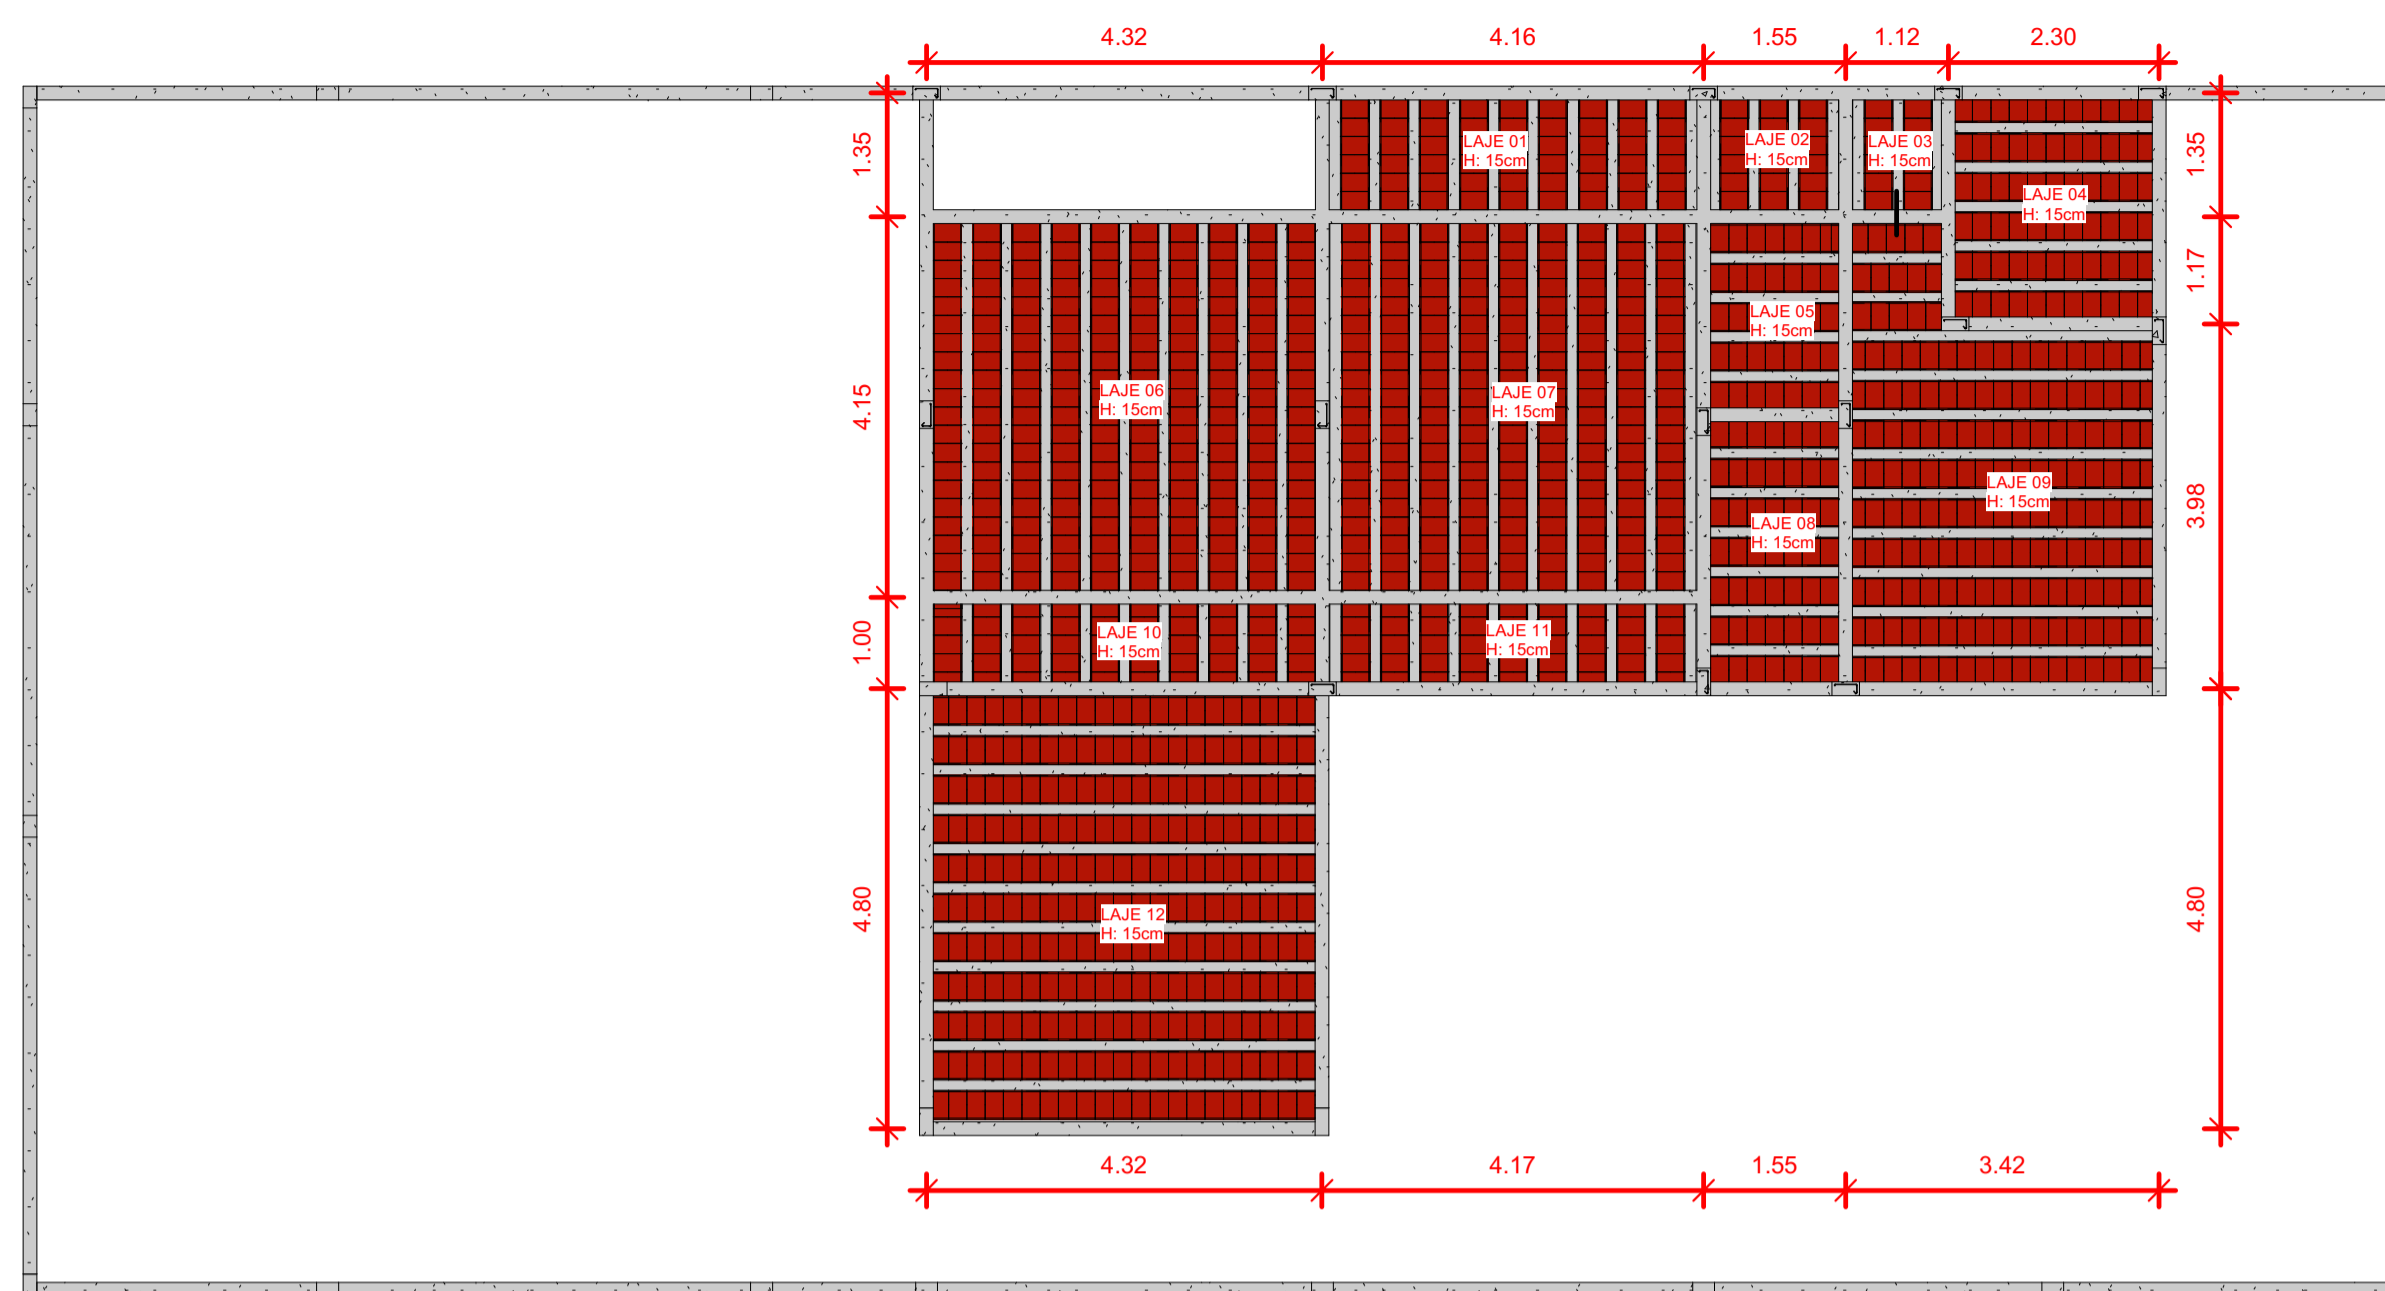 4.32
4.16
1.55
1.12
2.30
1.35
LAJE 01
H: 15cm
LAJE 02
H: 15cm
LAJE 03
H: 15cm
1.35
LAJE 04
H: 15cm
1.17
LAJE 05
H: 15cm
4.15
LAJE 06
H: 15cm
LAJE 07
H: 15cm
LAJE 08
H: 15cm
LAJE 09
H: 15cm
3.98
1.00
LAJE 10
H: 15cm
LAJE 11
H: 15cm
4.80
LAJE 12
H: 15cm
4.80
4.32
4.17
1.55
3.42